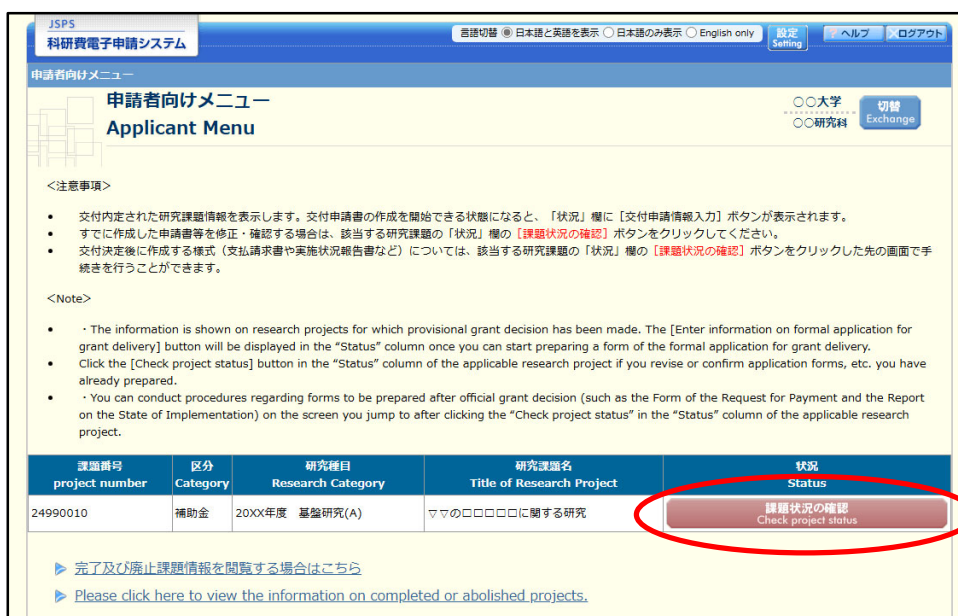 JSPS
科研費電子申請システム
言語切替 ◉ 日本語と英語を表示 ○ 日本語のみ表示 ○ English only
設定
Setting
? ヘルプ
×ログアウト
申請者向けメニュー
申請者向けメニュー
Applicant Menu
○○大学
○○研究科
切替
Exchange
<注意事項>
• 交付内定された研究課題情報を表示します。交付申請書の作成を開始できる状態になると、「状況」欄に［交付申請情報入力］ボタンが表示されます。
• すでに作成した申請書等を修正・確認する場合は、該当する研究課題の「状況」欄の［課題状況の確認］ボタンをクリックしてください。
• 交付決定後に作成する様式（支払請求書や実施状況報告書など）については、該当する研究課題の「状況」欄の［課題状況の確認］ボタンをクリックした先の画面で手
続きを行うことができます。
<Note>
• ・The information is shown on research projects for which provisional grant decision has been made. The [Enter information on formal application for
grant delivery] button will be displayed in the “Status” column once you can start preparing a form of the formal application for grant delivery.
• Click the [Check project status] button in the “Status” column of the applicable research project if you revise or confirm application forms, etc. you have
already prepared.
• ・You can conduct procedures regarding forms to be prepared after official grant decision (such as the Form of the Request for Payment and the Report
on the State of Implementation) on the screen you jump to after clicking the “Check project status” in the “Status” column of the applicable research
project.
課題番号
project number
区分
Category
研究種目
Research Category
研究課題名
Title of Research Project
状況
Status
24990010
補助金
20XX年度 基盤研究(A)
▽▽の□□□□□に関する研究
課題状況の確認
Check project status
完了及び廃止課題情報を閲覧する場合はこちら
Please click here to view the information on completed or abolished projects.